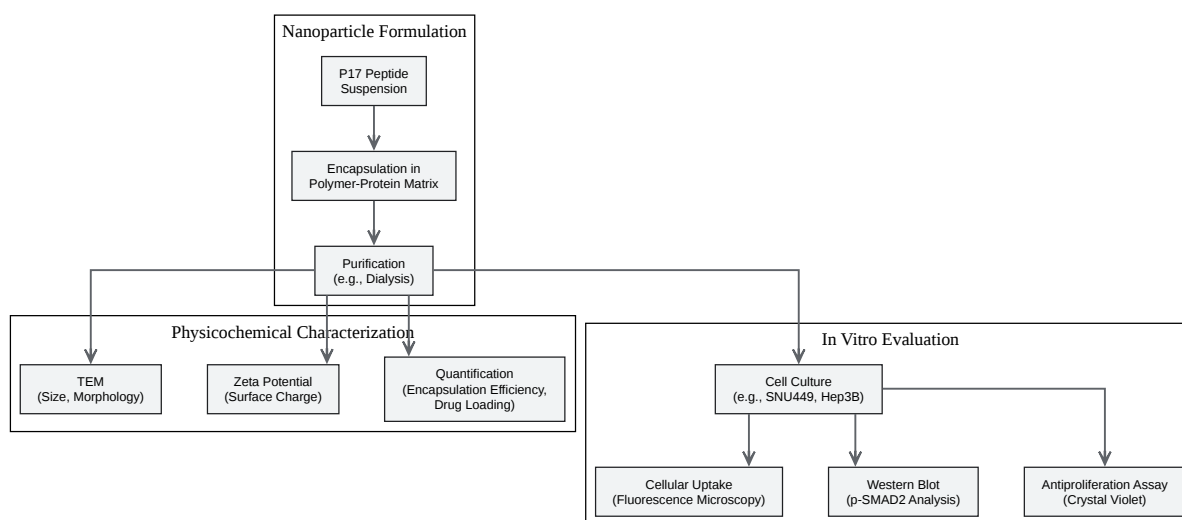 Nanoparticle Formulation
P17 Peptide
Suspension
Encapsulation in
Polymer-Protein Matrix
Purification
(e.g., Dialysis)
Physicochemical Characterization
TEM
(Size, Morphology)
Zeta Potential
(Surface Charge)
Quantification
(Encapsulation Efficiency,
Drug Loading)
In Vitro Evaluation
Cell Culture
(e.g., SNU449, Hep3B)
Cellular Uptake
(Fluorescence Microscopy)
Western Blot
(p-SMAD2 Analysis)
Antiproliferation Assay
(Crystal Violet)